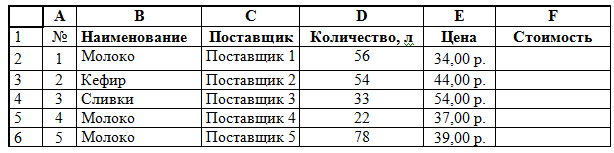 A B C D E F
1 № Наименование Поставщик Количество, л Цена Стоимость
2 1 Молоко Поставщик 1 56 34,00 р.
3 2 Кефир Поставщик 2 54 44,00 р.
4 3 Сливки Поставщик 3 33 54,00 р.
5 4 Молоко Поставщик 4 22 37,00 р.
6 5 Молоко Поставщик 5 78 39,00 р.